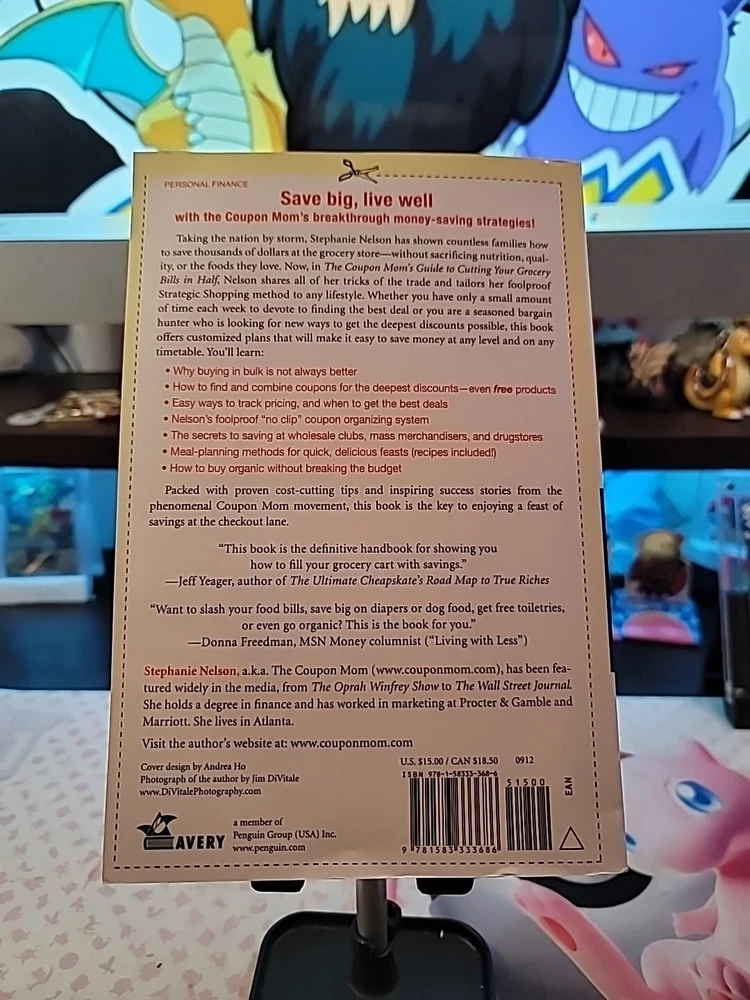 PERSONAL FINANCE
Save big, live well
with the Coupon Mom's breakthrough money-saving strategies!
Taking the nation by storm, Stephanie Nelson has shown countless families how
to save thousands of dollars at the grocery store—without sacrificing nutrition, qual-
ity, or the foods they love. Now, in The Coupon Mom's Guide to Cutting Your Grocery
Bills in Half, Nelson shares all of her tricks of the trade and tailors her foolproof
Strategic Shopping method to any lifestyle. Whether you have only a small amount
of time each week to devote to finding the best deal or you are a seasoned bargain
hunter who is looking for new ways to get the deepest discounts possible, this book
offers customized plans that will make it easy to save money at any level and on any
timetable. You'll learn:
• Why buying in bulk is not always better
• How to find and combine coupons for the deepest discounts—even free products
• Easy ways to track pricing, and when to get the best deals
• Nelson's foolproof "no clip" coupon organizing system
• The secrets to saving at wholesale clubs, mass merchandisers, and drugstores
• Meal-planning methods for quick, delicious feasts (recipes included!)
• How to buy organic without breaking the budget
Packed with proven cost-cutting tips and inspiring success stories from the
phenomenal Coupon Mom movement, this book is the key to enjoying a feast of
savings at the checkout lane.
"This book is the definitive handbook for showing you
how to fill your grocery cart with savings."
—Jeff Yeager, author of The Ultimate Cheapskate's Road Map to True Riches
"Want to slash your food bills, save big on diapers or dog food, get free toiletries,
or even go organic? This is the book for you."
—Donna Freedman, MSN Money columnist ("Living with Less")
Stephanie Nelson, a.k.a. The Coupon Mom (www.couponmom.com), has been fea-
tured widely in the media, from The Oprah Winfrey Show to The Wall Street Journal.
She holds a degree in finance and has worked in marketing at Procter & Gamble and
Marriott. She lives in Atlanta.
Visit the author's website at: www.couponmom.com
Cover design by Andrea Ho
Photograph of the author by Jim DiVitale
www.DiVitalePhotography.com
AVERY
a member of
Penguin Group (USA) Inc.
www.penguin.com
U.S. $15.00 / CAN $18.50 0912
ISBN 978-1-58333-368-6
51500
EAN
9 781583 333686